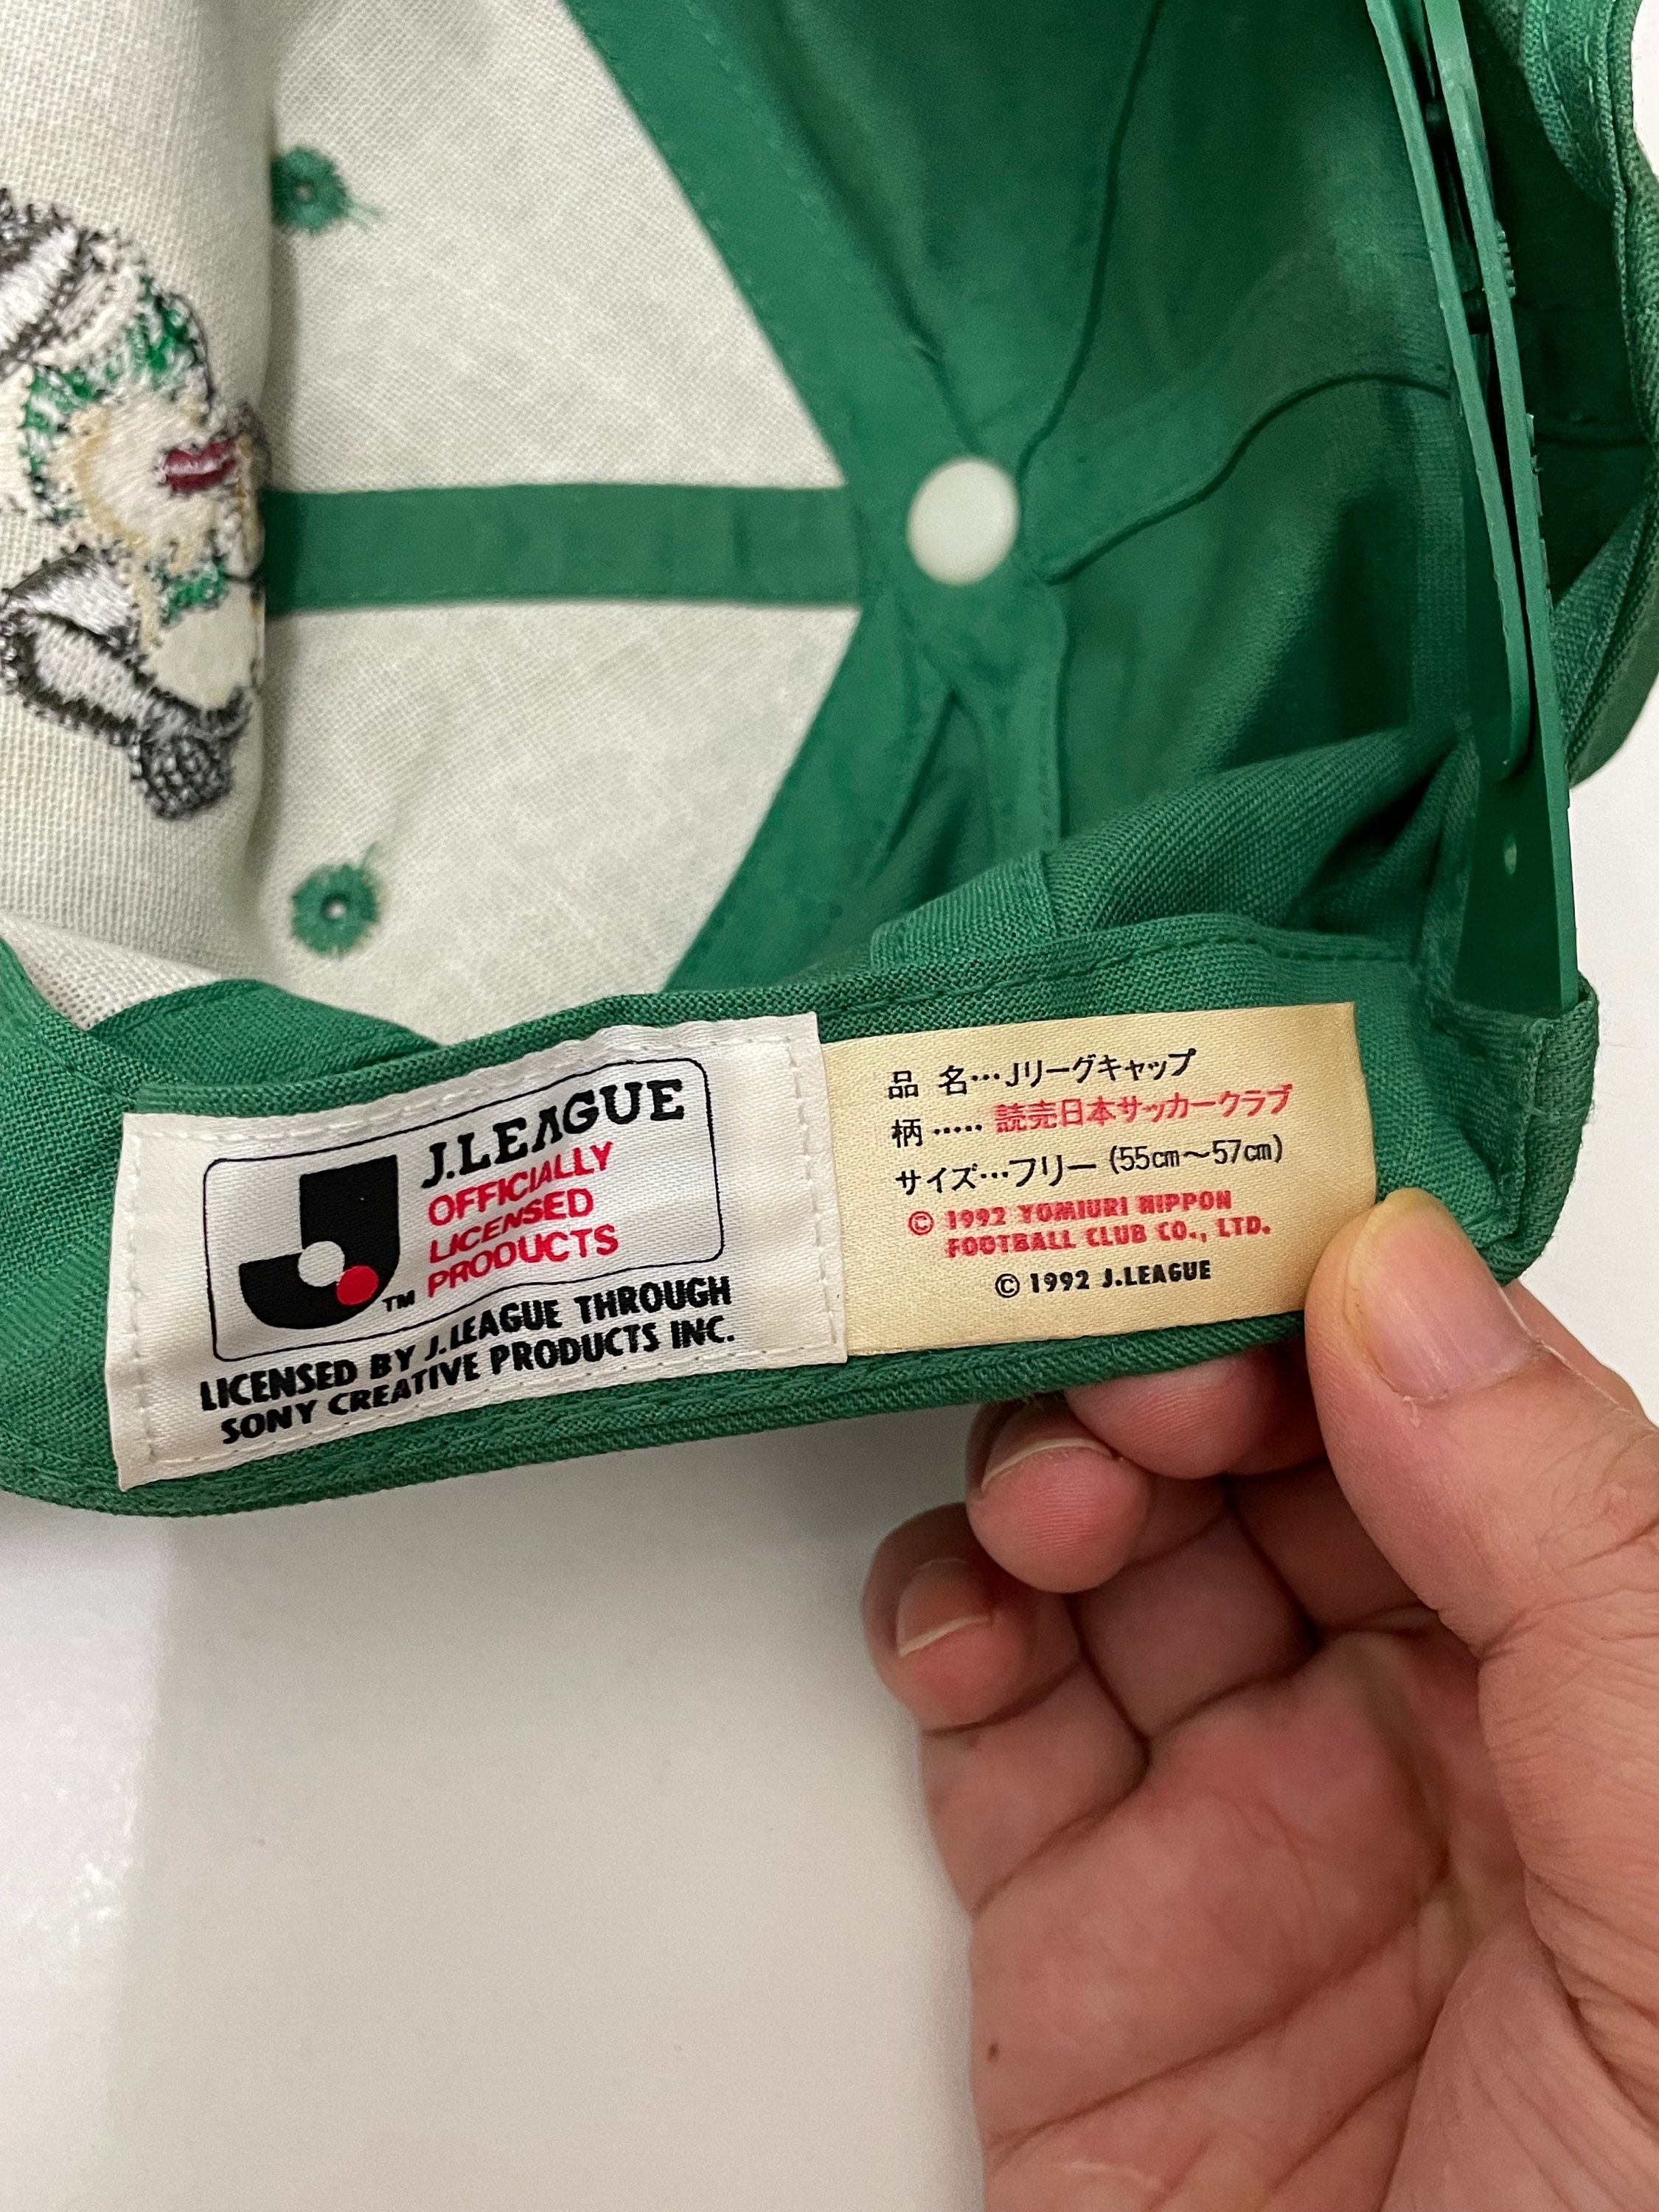 J.LEAGUE
OFFICIALLY
LICENSED
PRODUCTS
TM
LICENSED BY J.LEAGUE THROUGH
SONY CREATIVE PRODUCTS INC.
品 名…Jリーグキャップ
柄‥‥‥読売日本サッカークラブ
サイズ…フリー(55cm〜57cm)
© 1992 YOMIURI NIPPON
FOOTBALL CLUB CO., LTD.
© 1992 J.LEAGUE